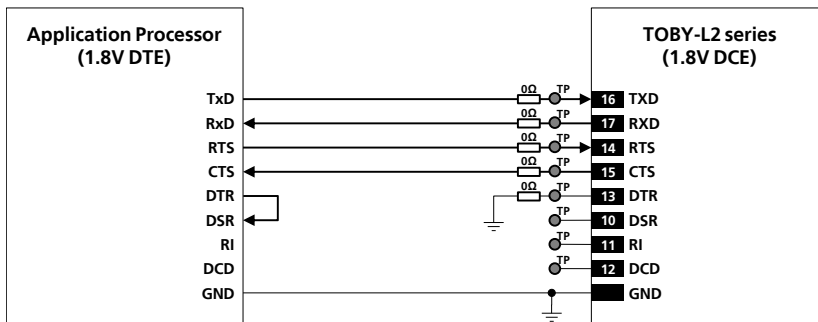 Application Processor
(1.8V DTE)
TOBY-L2 series
(1.8V DCE)
TxD 0Ω TP 16 TXD
RxD 0Ω TP 17 RXD
RTS 0Ω TP 14 RTS
CTS 0Ω TP 15 CTS
DTR 0Ω TP 13 DTR
DSR TP 10 DSR
RI TP 11 RI
DCD TP 12 DCD
GND GND